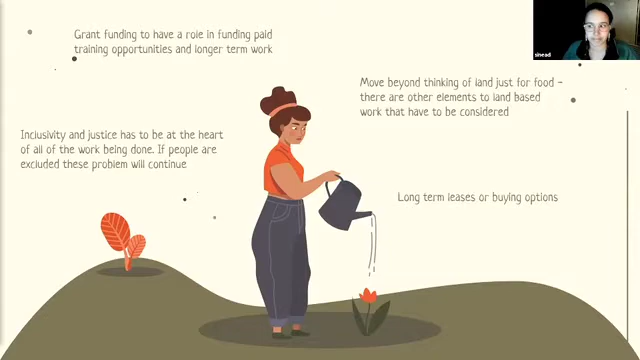 Grant funding to have a role in funding paid
training opportunities and longer term work
sinead
Move beyond thinking of land just for food –
there are other elements to land based
work that have to be considered
Inclusivity and justice has to be at the heart
of all of the work being done. If people are
excluded these problem will continue
Long term leases or buying options